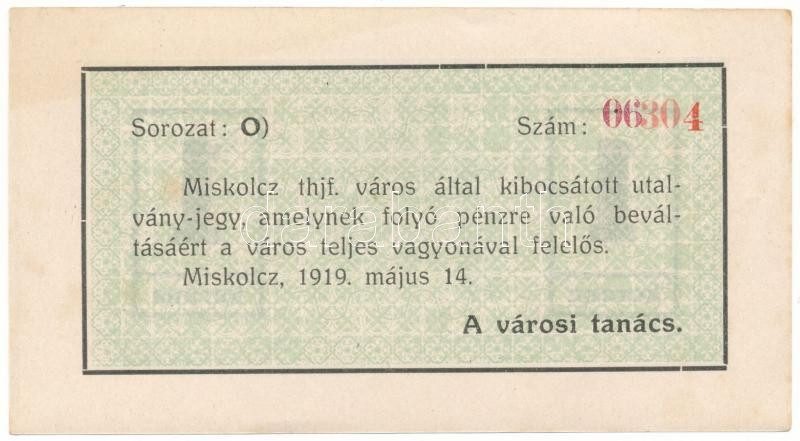 Sorozat: O) Szám: 06304
Miskolcz thjf. város által kibocsátott utal-
vány-jegy, amelynek folyó pénzre való bevál-
tásáért a város teljes vagyonával felelős.
Miskolcz, 1919. május 14.
A városi tanács.